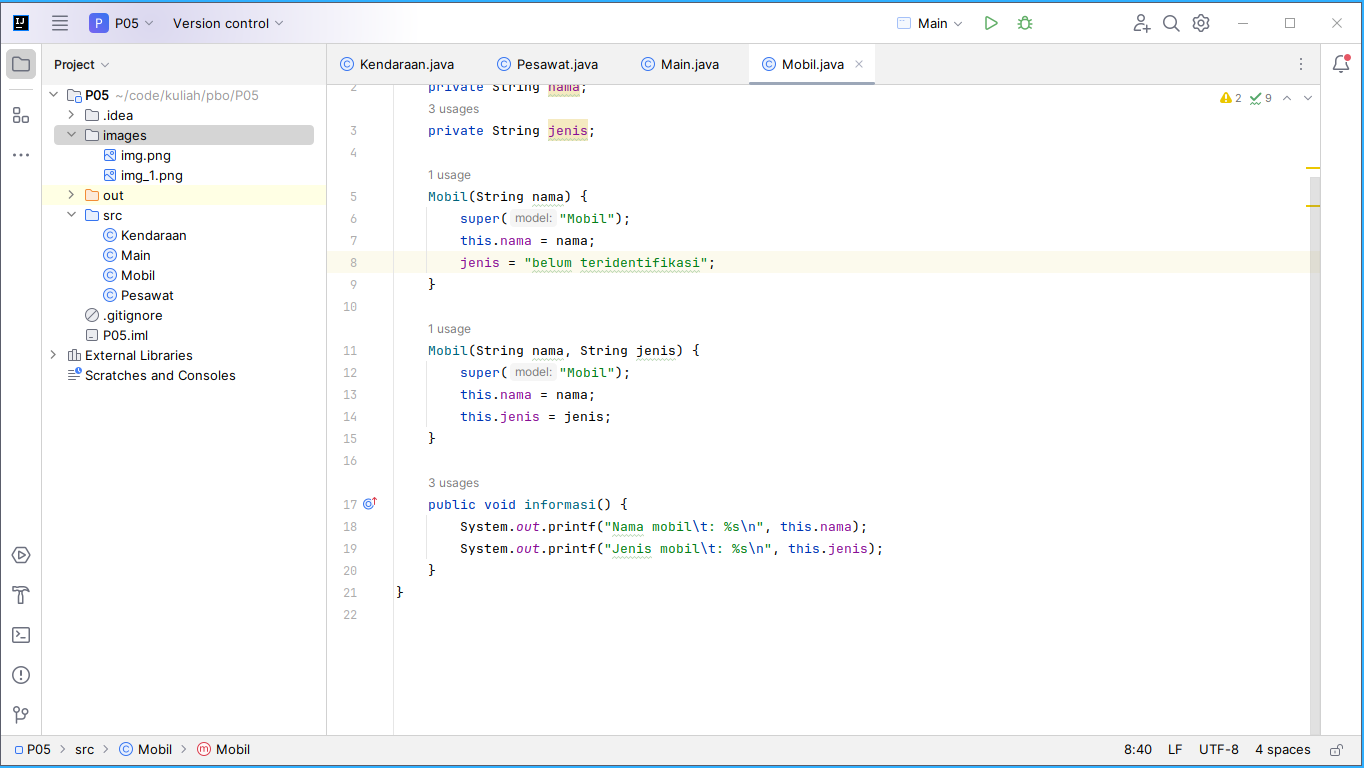 P P05 Version control Main
Project
Kendaraan.java Pesawat.java Main.java Mobil.java
P05 ~/code/kuliah/pbo/P05
.idea
images
img.png
img_1.png
out
src
Kendaraan
Main
Mobil
Pesawat
.gitignore
P05.iml
External Libraries
Scratches and Consoles
2 9
2 private String nama;
3 usages
3 private String jenis;
4
1 usage
5 Mobil(String nama) {
6 super( model: "Mobil");
7 this.nama = nama;
8 jenis = "belum teridentifikasi";
9 }
10
1 usage
11 Mobil(String nama, String jenis) {
12 super( model: "Mobil");
13 this.nama = nama;
14 this.jenis = jenis;
15 }
16
3 usages
17 public void informasi() {
18 System.out.printf("Nama mobil\t: %s\n", this.nama);
19 System.out.printf("Jenis mobil\t: %s\n", this.jenis);
20 }
21 }
22
P05 > src > Mobil > Mobil 8:40 LF UTF-8 4 spaces